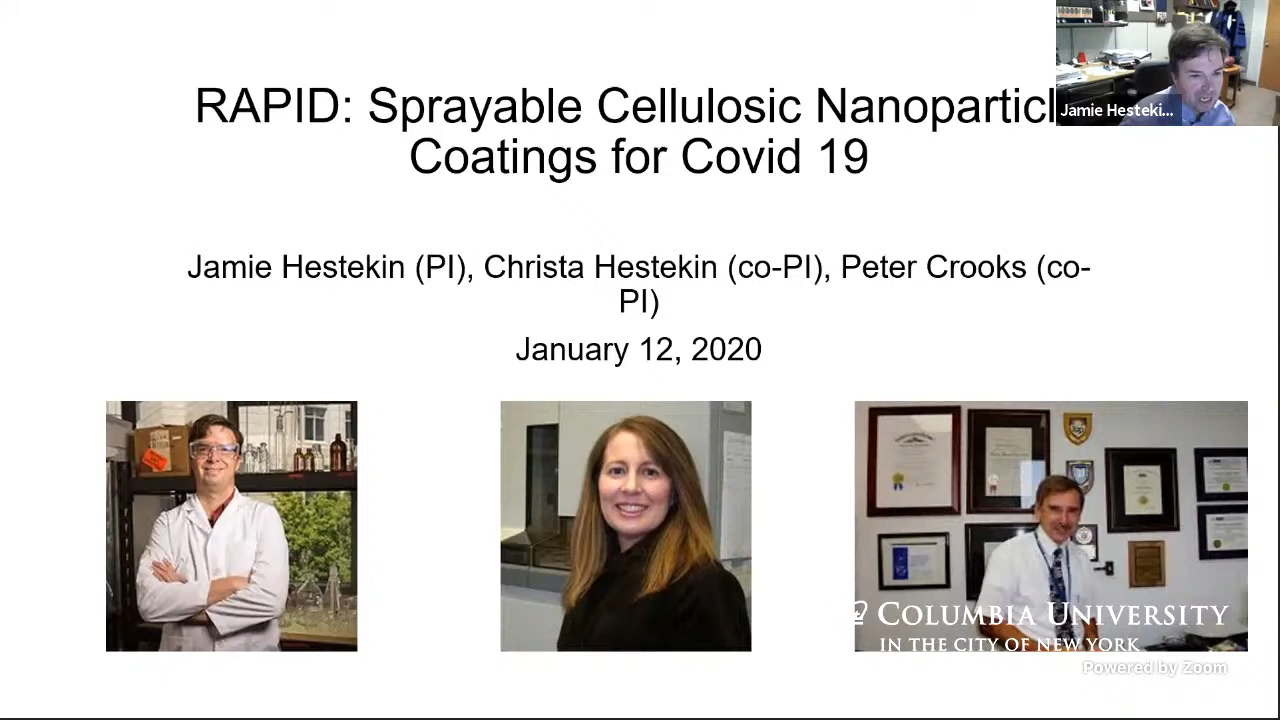 RAPID: Sprayable Cellulosic Nanoparticl
Coatings for Covid 19
Jamie Hesteki...
Jamie Hestekin (PI), Christa Hestekin (co-PI), Peter Crooks (co-
PI)
January 12, 2020
COLUMBIA UNIVERSITY
IN THE CITY OF NEW YORK
Powered by Zoom